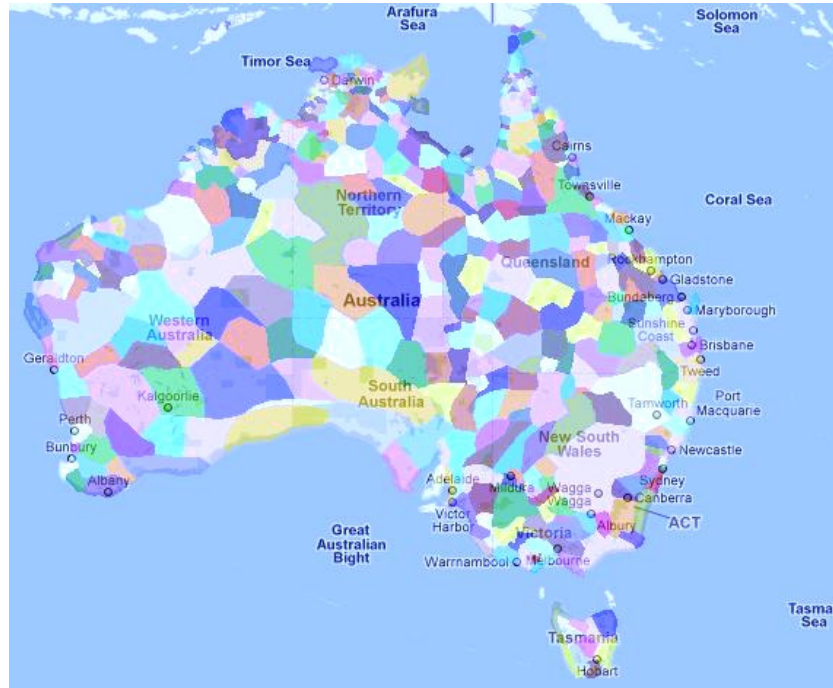 Arafura
Sea
Solomon
Sea
Timor Sea
Darwin
Cairns
Townsville
Northern
Territory
Coral Sea
Mackay
Queensland
Rockhampton
Gladstone
Bundaberg
Maryborough
Australia
Western
Australia
Sunshine
Coast
Brisbane
Geraldton
Tweed
South
Australia
Kalgoorlie
Tamworth
Port
Macquarie
Perth
New South
Wales
Bunbury
Newcastle
Albany
Adelaide
Mildura
Wagga
Wagga
Sydney
Canberra
Victor
Harbor
Albury
ACT
Great
Australian
Bight
Victoria
Warrnambool
Melbourne
Tasma
Sea
Tasmania
Hobart